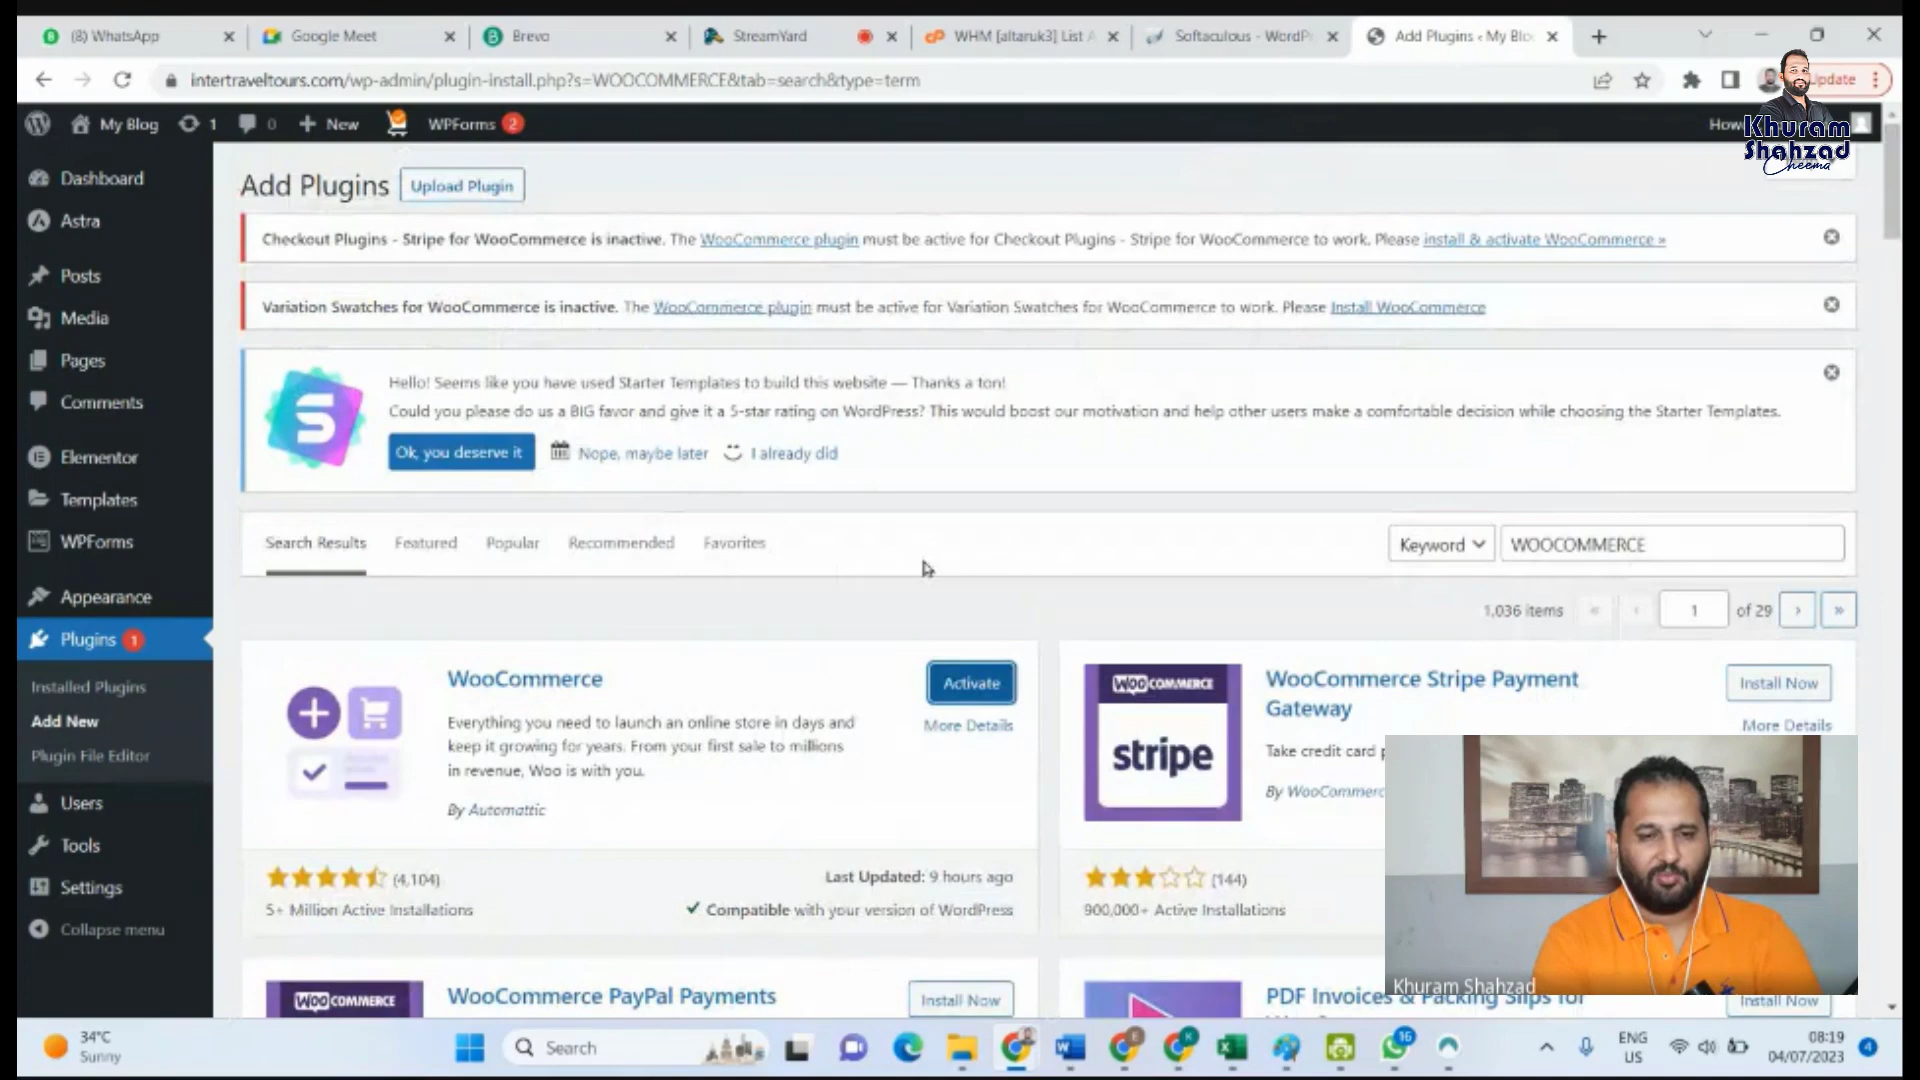 (8) WhatsApp
Google Meet
Brevo
StreamYard
WHM [altaruk3] List A
Softaculous - WordP
Add Plugins ‹ My Blo
intertraveltours.com/wp-admin/plugin-install.php?s=WOOCOMMERCE&tab=search&type=term
Update
My Blog
1
0
New
WPForms 2
How
Khuram
Shahzad
Cheema
Dashboard
Astra
Posts
Media
Pages
Comments
Elementor
Templates
WPForms
Appearance
Plugins 1
Installed Plugins
Add New
Plugin File Editor
Users
Tools
Settings
Collapse menu
Add Plugins
Upload Plugin
Checkout Plugins - Stripe for WooCommerce is inactive. The WooCommerce plugin must be active for Checkout Plugins - Stripe for WooCommerce to work. Please install & activate WooCommerce »
Variation Swatches for WooCommerce is inactive. The WooCommerce plugin must be active for Variation Swatches for WooCommerce to work. Please Install WooCommerce
Hello! Seems like you have used Starter Templates to build this website — Thanks a ton!
Could you please do us a BIG favor and give it a 5-star rating on WordPress? This would boost our motivation and help other users make a comfortable decision while choosing the Starter Templates.
Ok, you deserve it
Nope, maybe later
I already did
Search Results
Featured
Popular
Recommended
Favorites
Keyword
WOOCOMMERCE
1,036 items « ‹ 1 of 29 › »
WooCommerce
Activate
More Details
Everything you need to launch an online store in days and
keep it growing for years. From your first sale to millions
in revenue, Woo is with you.
By Automattic
(4,104)
5+ Million Active Installations
Last Updated: 9 hours ago
Compatible with your version of WordPress
WOOCOMMERCE
stripe
WooCommerce Stripe Payment
Gateway
Install Now
More Details
Take credit card p
By WooCommerc
(144)
900,000+ Active Installations
WOOCOMMERCE
WooCommerce PayPal Payments
Install Now
PDF Invoices & Packing Slips for
Install Now
Khuram Shahzad
34°C
Sunny
Search
16
ENG
US
08:19
04/07/2023
4